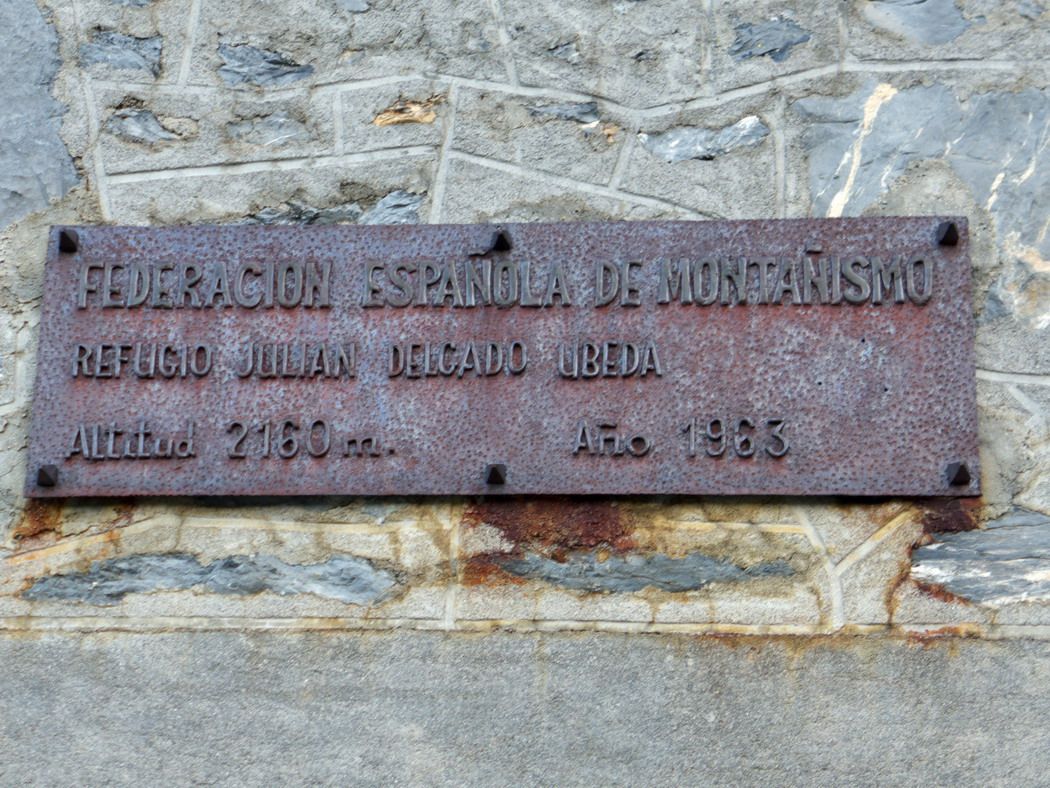 FEDERACION ESPAÑOLA DE MONTAÑISMO
REFUGIO JULIAN DELGADO UBEDA
Altitud 2160 m. Año 1963